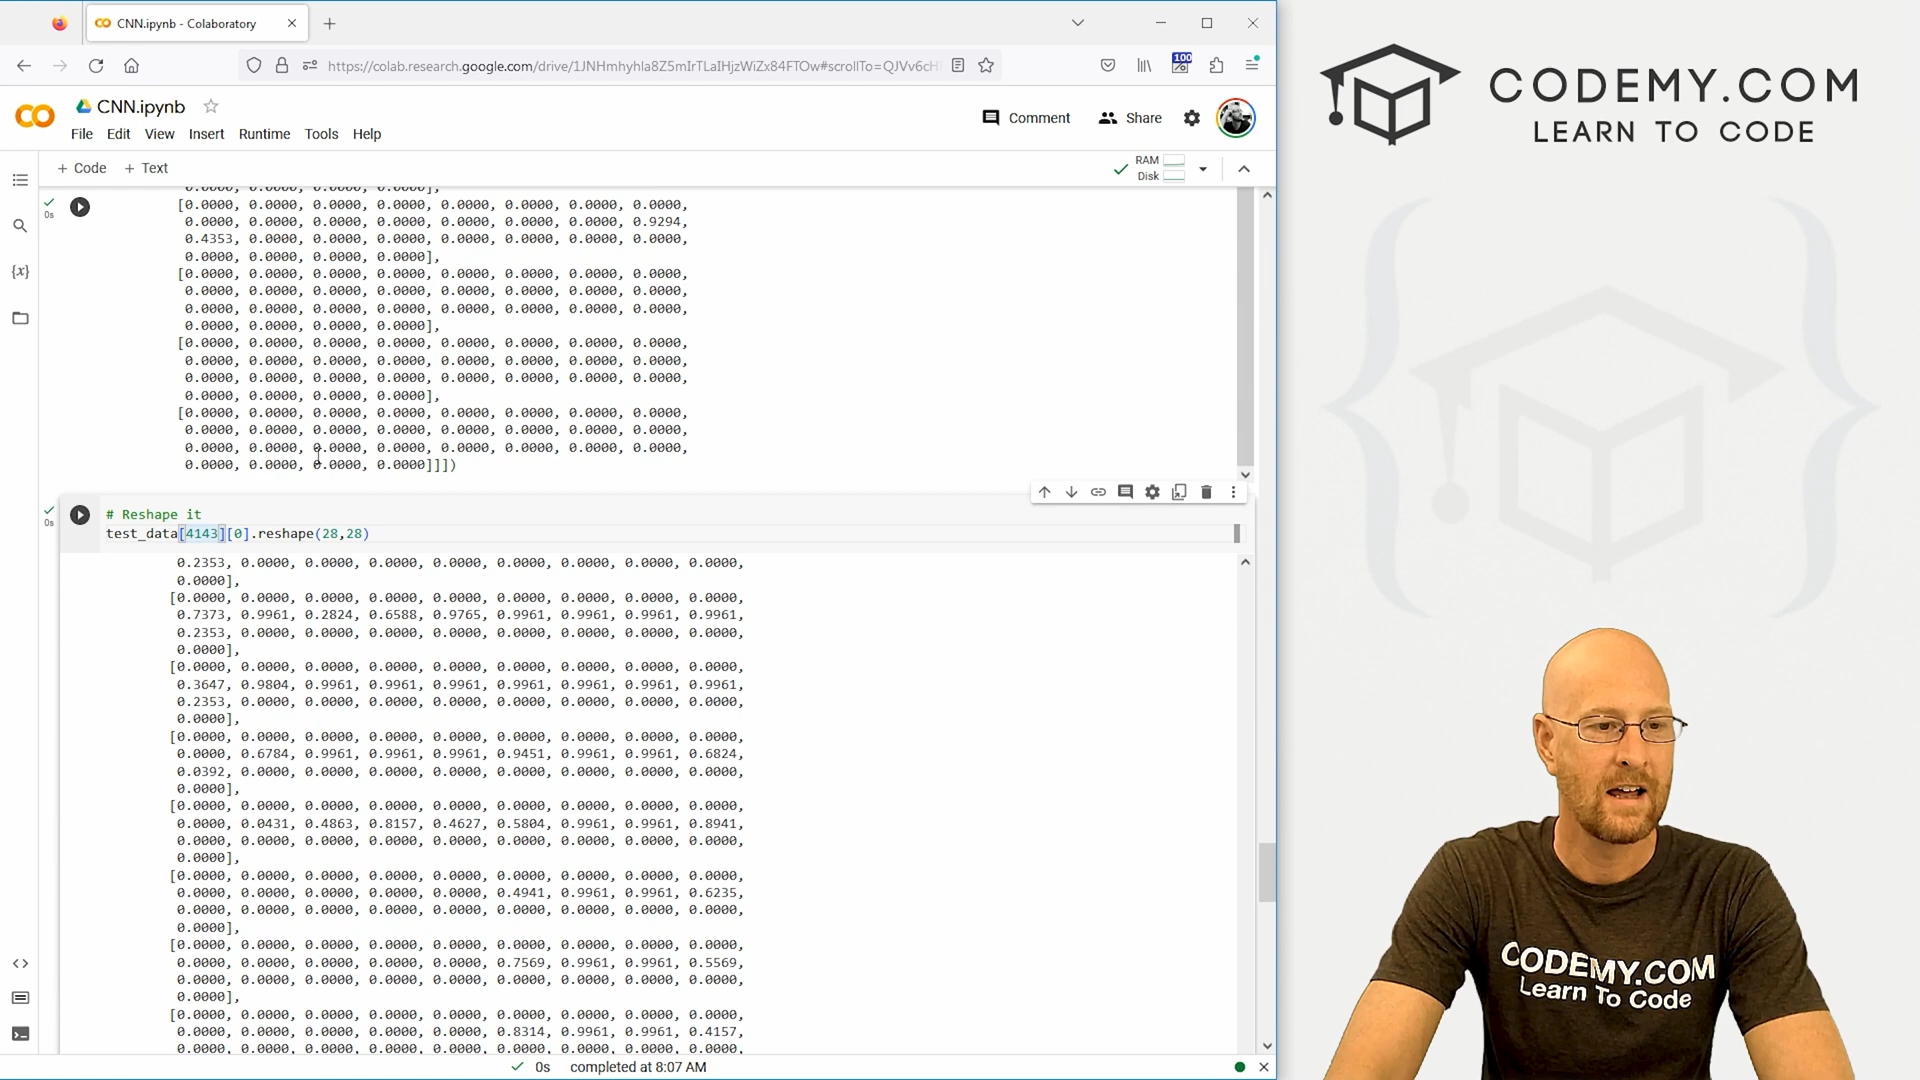 CNN.ipynb - Colaboratory
https://colab.research.google.com/drive/1JNHmhyhla8Z5mIrTLaIHjzWiZx84FTOw#scrollTo=QJVv6cH
100
CNN.ipynb
Comment
Share
File Edit View Insert Runtime Tools Help
+ Code + Text
RAM
Disk
0.0000, 0.0000, 0.0000, 0.0000],
[0.0000, 0.0000, 0.0000, 0.0000, 0.0000, 0.0000, 0.0000, 0.0000,
0s
0.0000, 0.0000, 0.0000, 0.0000, 0.0000, 0.0000, 0.0000, 0.9294,
0.4353, 0.0000, 0.0000, 0.0000, 0.0000, 0.0000, 0.0000, 0.0000,
0.0000, 0.0000, 0.0000, 0.0000],
[0.0000, 0.0000, 0.0000, 0.0000, 0.0000, 0.0000, 0.0000, 0.0000,
0.0000, 0.0000, 0.0000, 0.0000, 0.0000, 0.0000, 0.0000, 0.0000,
0.0000, 0.0000, 0.0000, 0.0000, 0.0000, 0.0000, 0.0000, 0.0000,
0.0000, 0.0000, 0.0000, 0.0000],
[0.0000, 0.0000, 0.0000, 0.0000, 0.0000, 0.0000, 0.0000, 0.0000,
0.0000, 0.0000, 0.0000, 0.0000, 0.0000, 0.0000, 0.0000, 0.0000,
0.0000, 0.0000, 0.0000, 0.0000, 0.0000, 0.0000, 0.0000, 0.0000,
0.0000, 0.0000, 0.0000, 0.0000],
[0.0000, 0.0000, 0.0000, 0.0000, 0.0000, 0.0000, 0.0000, 0.0000,
0.0000, 0.0000, 0.0000, 0.0000, 0.0000, 0.0000, 0.0000, 0.0000,
0.0000, 0.0000, 0.0000, 0.0000, 0.0000, 0.0000, 0.0000, 0.0000,
0.0000, 0.0000, 0.0000, 0.0000]]])
# Reshape it
0s
test_data[4143][0].reshape(28,28)
0.2353, 0.0000, 0.0000, 0.0000, 0.0000, 0.0000, 0.0000, 0.0000, 0.0000,
0.0000],
[0.0000, 0.0000, 0.0000, 0.0000, 0.0000, 0.0000, 0.0000, 0.0000, 0.0000,
0.7373, 0.9961, 0.2824, 0.6588, 0.9765, 0.9961, 0.9961, 0.9961, 0.9961,
0.2353, 0.0000, 0.0000, 0.0000, 0.0000, 0.0000, 0.0000, 0.0000, 0.0000,
0.0000],
[0.0000, 0.0000, 0.0000, 0.0000, 0.0000, 0.0000, 0.0000, 0.0000, 0.0000,
0.3647, 0.9804, 0.9961, 0.9961, 0.9961, 0.9961, 0.9961, 0.9961, 0.9961,
0.2353, 0.0000, 0.0000, 0.0000, 0.0000, 0.0000, 0.0000, 0.0000, 0.0000,
0.0000],
[0.0000, 0.0000, 0.0000, 0.0000, 0.0000, 0.0000, 0.0000, 0.0000, 0.0000,
0.0000, 0.6784, 0.9961, 0.9961, 0.9961, 0.9451, 0.9961, 0.9961, 0.6824,
0.0392, 0.0000, 0.0000, 0.0000, 0.0000, 0.0000, 0.0000, 0.0000, 0.0000,
0.0000],
[0.0000, 0.0000, 0.0000, 0.0000, 0.0000, 0.0000, 0.0000, 0.0000, 0.0000,
0.0000, 0.0431, 0.4863, 0.8157, 0.4627, 0.5804, 0.9961, 0.9961, 0.8941,
0.0000, 0.0000, 0.0000, 0.0000, 0.0000, 0.0000, 0.0000, 0.0000, 0.0000,
0.0000],
[0.0000, 0.0000, 0.0000, 0.0000, 0.0000, 0.0000, 0.0000, 0.0000, 0.0000,
0.0000, 0.0000, 0.0000, 0.0000, 0.0000, 0.4941, 0.9961, 0.9961, 0.6235,
0.0000, 0.0000, 0.0000, 0.0000, 0.0000, 0.0000, 0.0000, 0.0000, 0.0000,
0.0000],
[0.0000, 0.0000, 0.0000, 0.0000, 0.0000, 0.0000, 0.0000, 0.0000, 0.0000,
0.0000, 0.0000, 0.0000, 0.0000, 0.0000, 0.7569, 0.9961, 0.9961, 0.5569,
0.0000, 0.0000, 0.0000, 0.0000, 0.0000, 0.0000, 0.0000, 0.0000, 0.0000,
0.0000],
[0.0000, 0.0000, 0.0000, 0.0000, 0.0000, 0.0000, 0.0000, 0.0000, 0.0000,
0.0000, 0.0000, 0.0000, 0.0000, 0.0000, 0.8314, 0.9961, 0.9961, 0.4157,
0.0000, 0.0000, 0.0000, 0.0000, 0.0000, 0.0000, 0.0000, 0.0000, 0.0000,
0s completed at 8:07 AM
CODEMY.COM
LEARN TO CODE
CODEMY.COM
Learn To Code